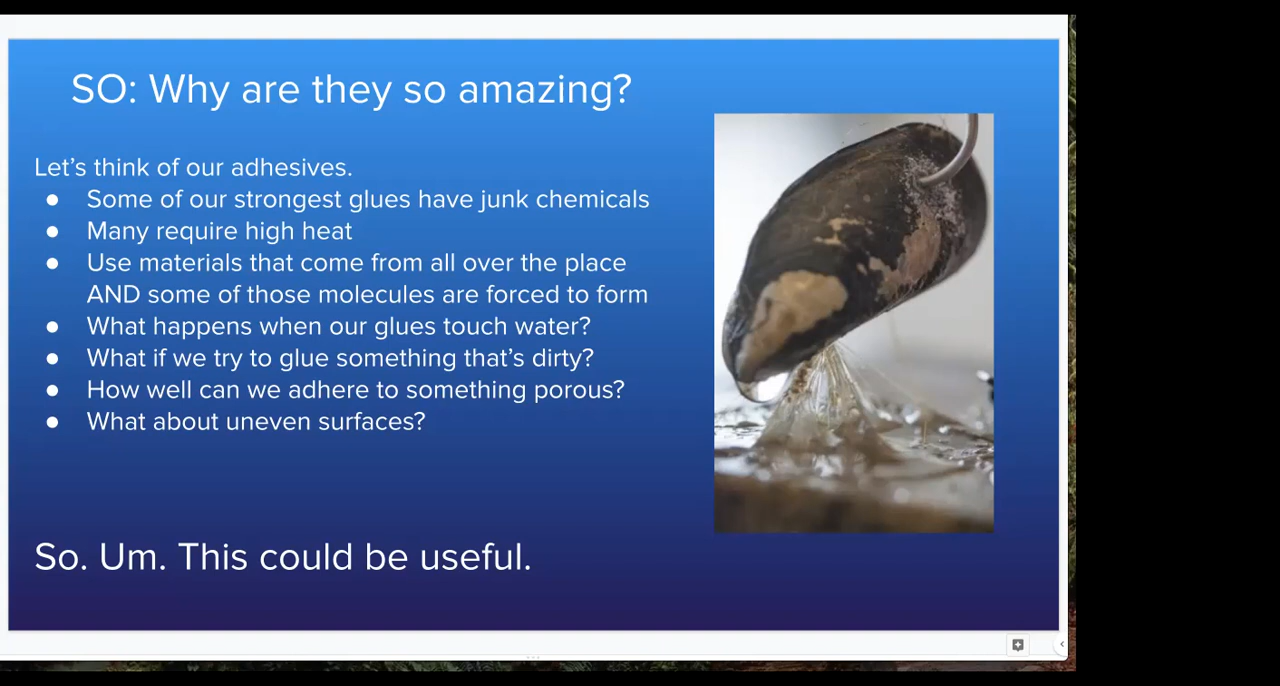 SO: Why are they so amazing?
Let's think of our adhesives.
● Some of our strongest glues have junk chemicals
● Many require high heat
● Use materials that come from all over the place
AND some of those molecules are forced to form
● What happens when our glues touch water?
● What if we try to glue something that's dirty?
● How well can we adhere to something porous?
● What about uneven surfaces?
So. Um. This could be useful.